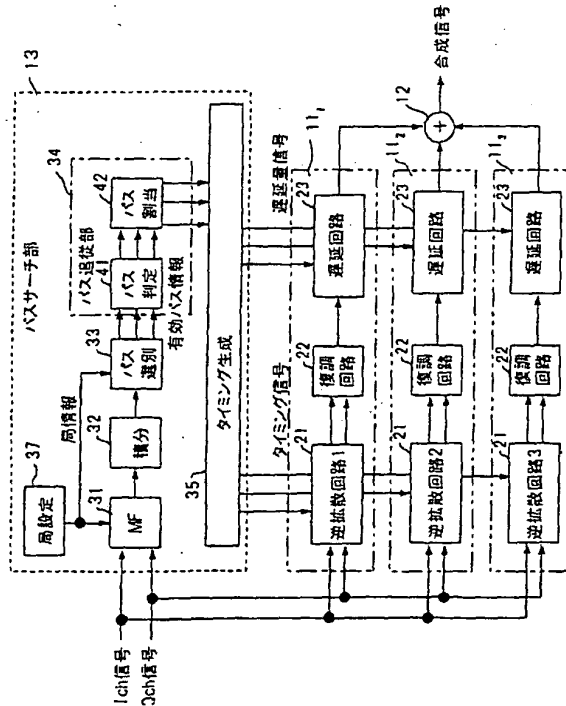 13
パスサーチ部
37
局設定
局情報
31
MF
32
積分
33
パス
選別
34
パス追従部
41
パス
判定
42
パス
割当
有効パス情報
35
タイミング生成
Ich信号
Qch信号
タイミング信号
遅延量信号
11₁
21
逆拡散回路1
22
復調
回路
23
遅延回路
11₂
21
逆拡散回路2
22
復調
回路
23
遅延回路
11₃
21
逆拡散回路3
22
復調
回路
23
遅延回路
12
+
合成信号